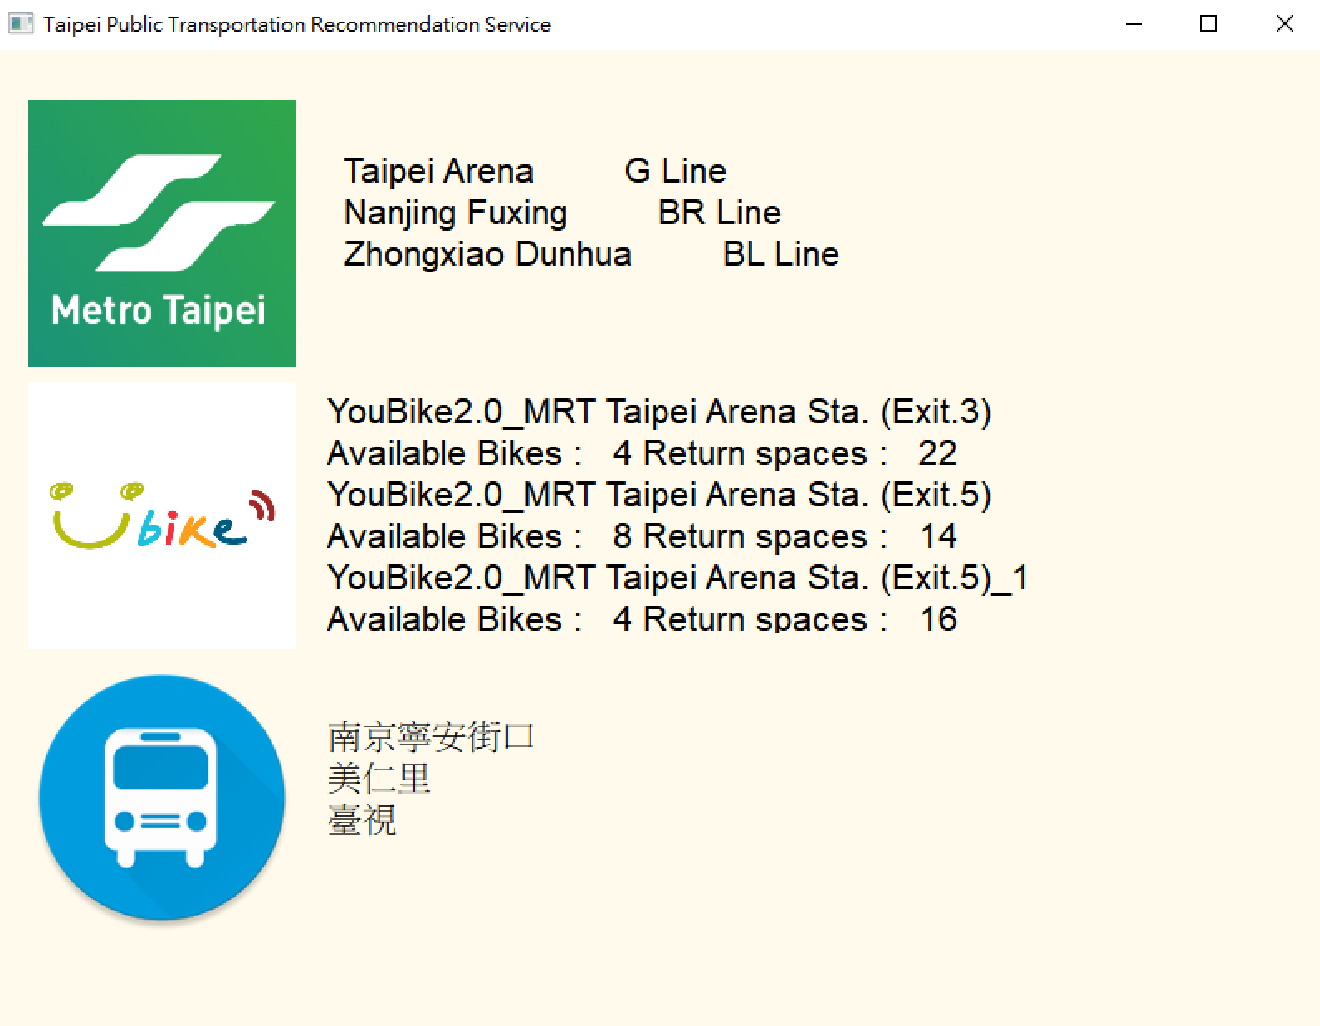 Taipei Public Transportation Recommendation Service
Metro Taipei
Taipei Arena G Line
Nanjing Fuxing BR Line
Zhongxiao Dunhua BL Line
Ubike
YouBike2.0_MRT Taipei Arena Sta. (Exit.3)
Available Bikes : 4 Return spaces : 22
YouBike2.0_MRT Taipei Arena Sta. (Exit.5)
Available Bikes : 8 Return spaces : 14
YouBike2.0_MRT Taipei Arena Sta. (Exit.5)_1
Available Bikes : 4 Return spaces : 16
南京寧安街口
美仁里
臺視